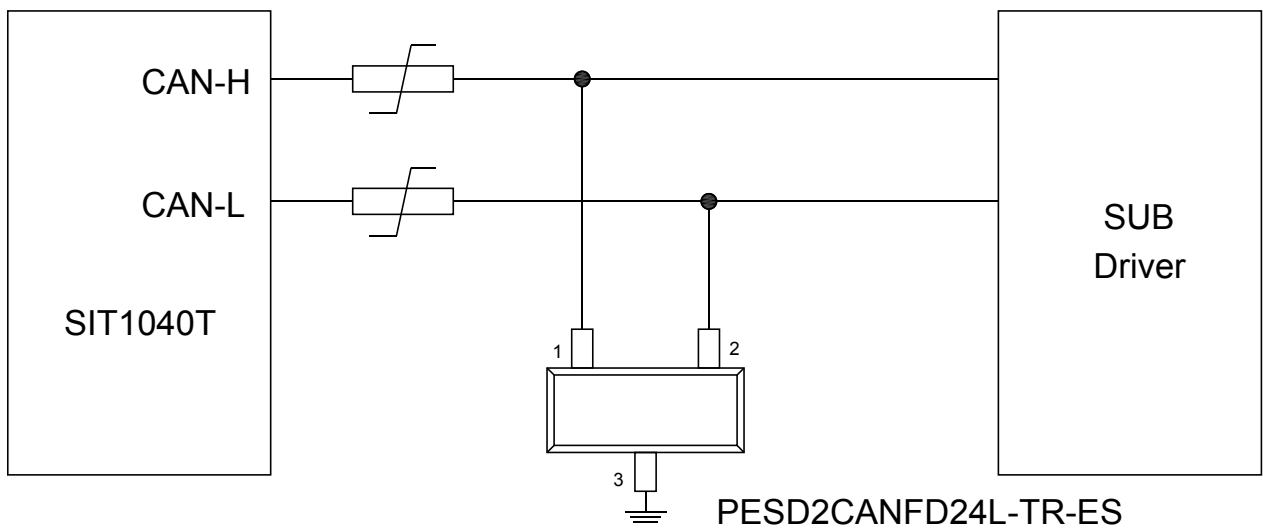 CAN-H
CAN-L
SUB
Driver
SIT1040T
1
2
3
PESD2CANFD24L-TR-ES